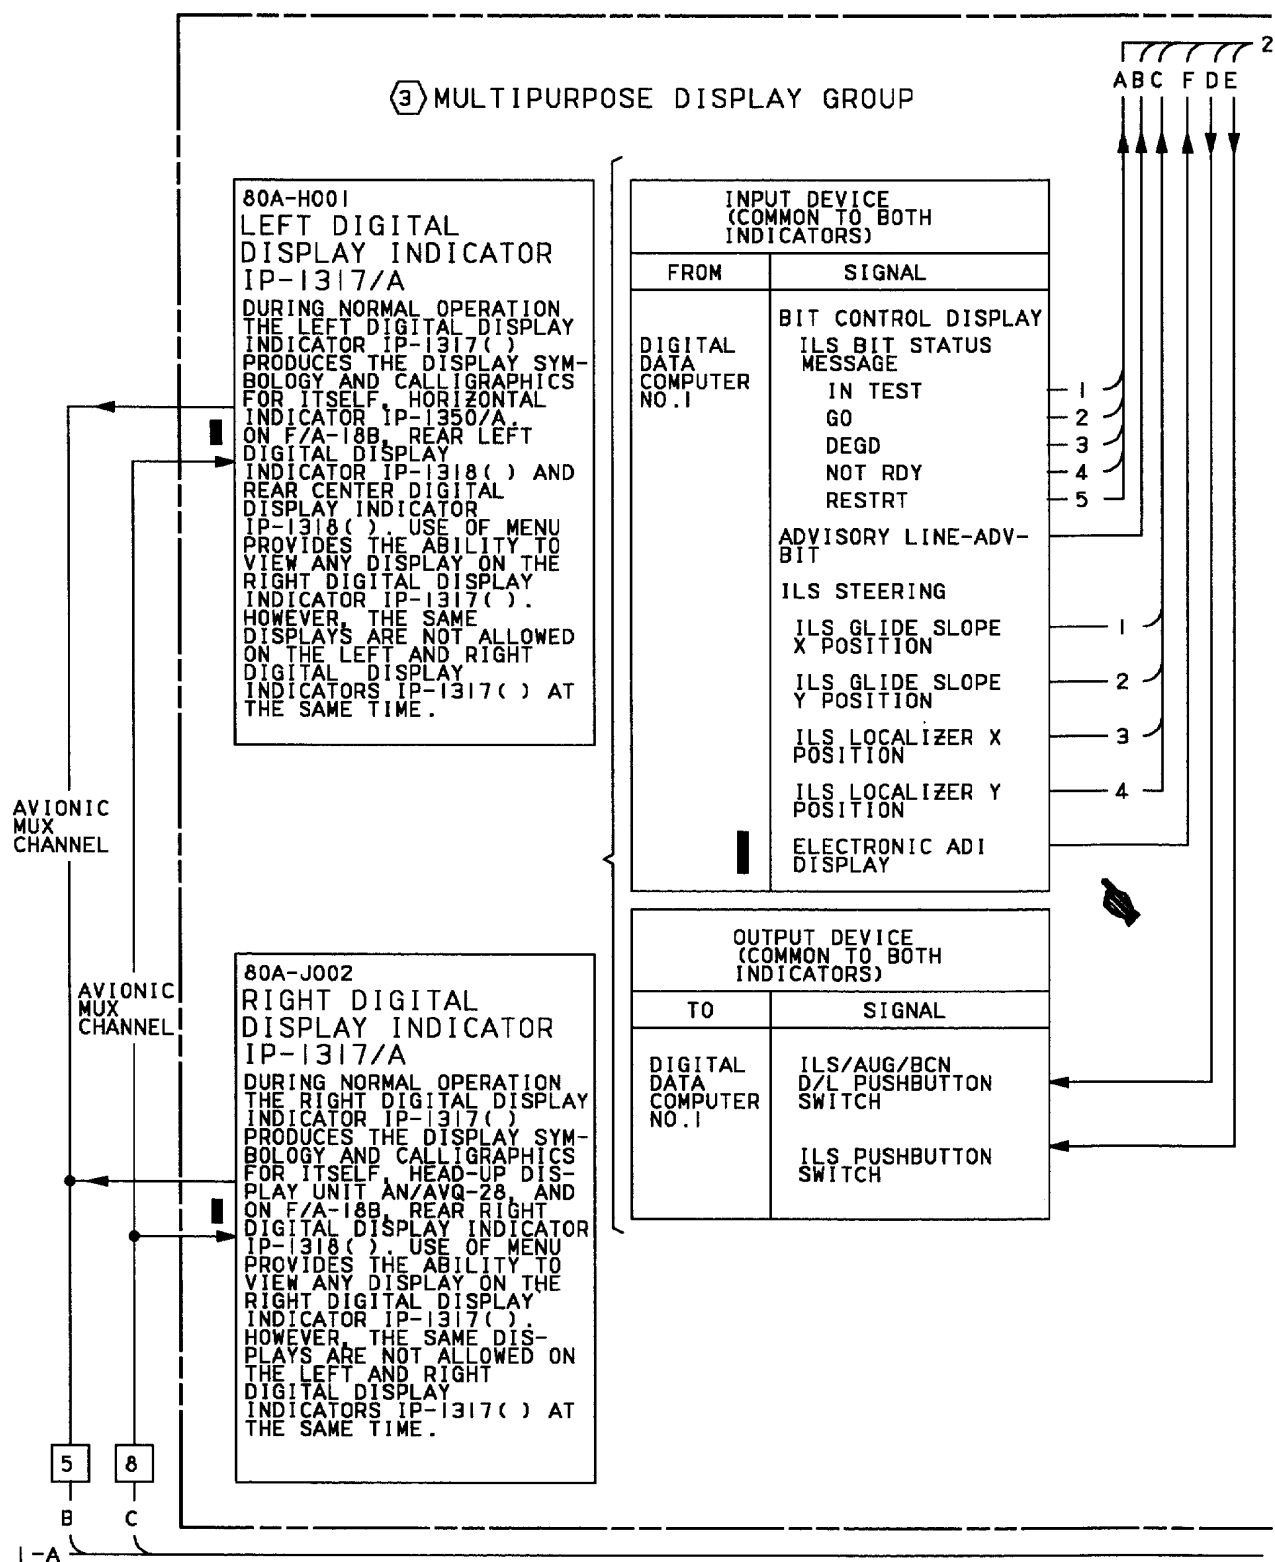 2
A B C F D E
3 MULTIPURPOSE DISPLAY GROUP
80A-H001
LEFT DIGITAL
DISPLAY INDICATOR
IP-1317/A
DURING NORMAL OPERATION
THE LEFT DIGITAL DISPLAY
INDICATOR IP-1317( )
PRODUCES THE DISPLAY SYM-
BOLOGY AND CALLIGRAPHICS
FOR ITSELF, HORIZONTAL
INDICATOR IP-1350/A.
ON F/A-18B, REAR LEFT
DIGITAL DISPLAY
INDICATOR IP-1318( ) AND
REAR CENTER DIGITAL
DISPLAY INDICATOR
IP-1318( ). USE OF MENU
PROVIDES THE ABILITY TO
VIEW ANY DISPLAY ON THE
RIGHT DIGITAL DISPLAY
INDICATOR IP-1317( ).
HOWEVER, THE SAME
DISPLAYS ARE NOT ALLOWED
ON THE LEFT AND RIGHT
DIGITAL DISPLAY
INDICATORS IP-1317( ) AT
THE SAME TIME.
INPUT DEVICE
(COMMON TO BOTH
INDICATORS)
FROM SIGNAL
DIGITAL
DATA
COMPUTER
NO.1
BIT CONTROL DISPLAY
ILS BIT STATUS
MESSAGE
IN TEST 1
GO 2
DEGD 3
NOT RDY 4
RESTRT 5
ADVISORY LINE-ADV-
BIT
ILS STEERING
ILS GLIDE SLOPE
X POSITION 1
ILS GLIDE SLOPE
Y POSITION 2
ILS LOCALIZER X
POSITION 3
ILS LOCALIZER Y
POSITION 4
ELECTRONIC ADI
DISPLAY
AVIONIC
MUX
CHANNEL
AVIONIC
MUX
CHANNEL
80A-J002
RIGHT DIGITAL
DISPLAY INDICATOR
IP-1317/A
DURING NORMAL OPERATION
THE RIGHT DIGITAL DISPLAY
INDICATOR IP-1317( )
PRODUCES THE DISPLAY SYM-
BOLOGY AND CALLIGRAPHICS
FOR ITSELF, HEAD-UP DIS-
PLAY UNIT AN/AVQ-28, AND
ON F/A-18B, REAR RIGHT
DIGITAL DISPLAY INDICATOR
IP-1318( ). USE OF MENU
PROVIDES THE ABILITY TO
VIEW ANY DISPLAY ON THE
RIGHT DIGITAL DISPLAY
INDICATOR IP-1317( ).
HOWEVER, THE SAME DIS-
PLAYS ARE NOT ALLOWED ON
THE LEFT AND RIGHT
DIGITAL DISPLAY
INDICATORS IP-1317( ) AT
THE SAME TIME.
OUTPUT DEVICE
(COMMON TO BOTH
INDICATORS)
TO SIGNAL
DIGITAL
DATA
COMPUTER
NO.1
ILS/AUG/BCN
D/L PUSHBUTTON
SWITCH
ILS PUSHBUTTON
SWITCH
5 8
B C
1-A